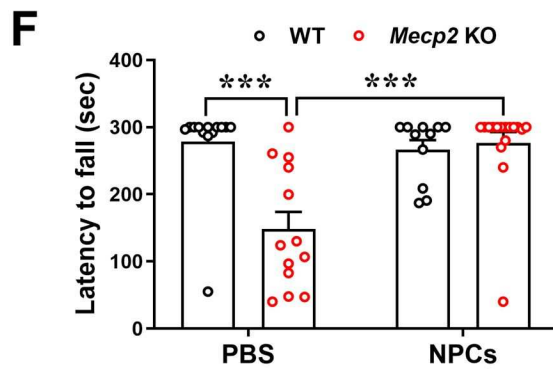 F
WT Mecp2 KO
Latency to fall (sec)
400
300
200
100
0
*** ***
PBS NPCs